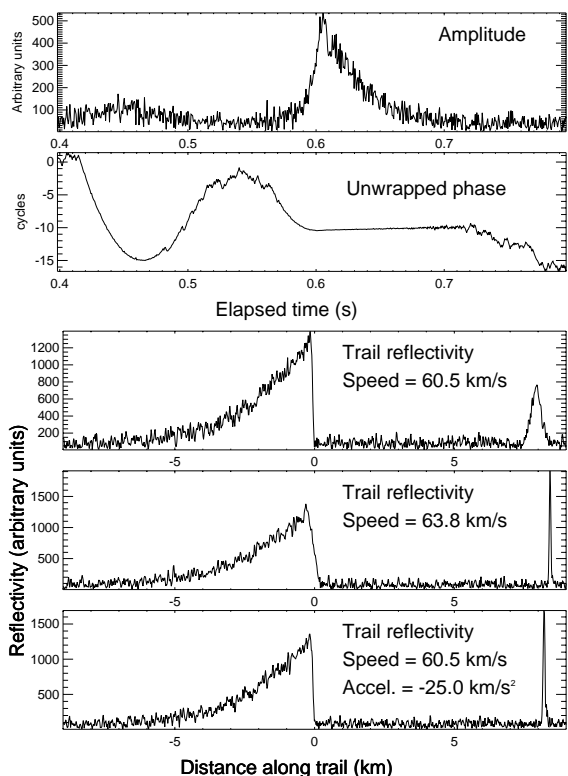 Amplitude
Arbitrary units
500
400
300
200
100
0.4
0.5
0.6
0.7
Unwrapped phase
cycles
0
-5
-10
-15
0.4
0.5
0.6
0.7
Elapsed time (s)
Reflectivity (arbitrary units)
Trail reflectivity
Speed = 60.5 km/s
1200
1000
800
600
400
200
-5
0
5
Trail reflectivity
Speed = 63.8 km/s
1500
1000
500
-5
0
5
Trail reflectivity
Speed = 60.5 km/s
Accel. = -25.0 km/s²
1500
1000
500
-5
0
5
Distance along trail (km)